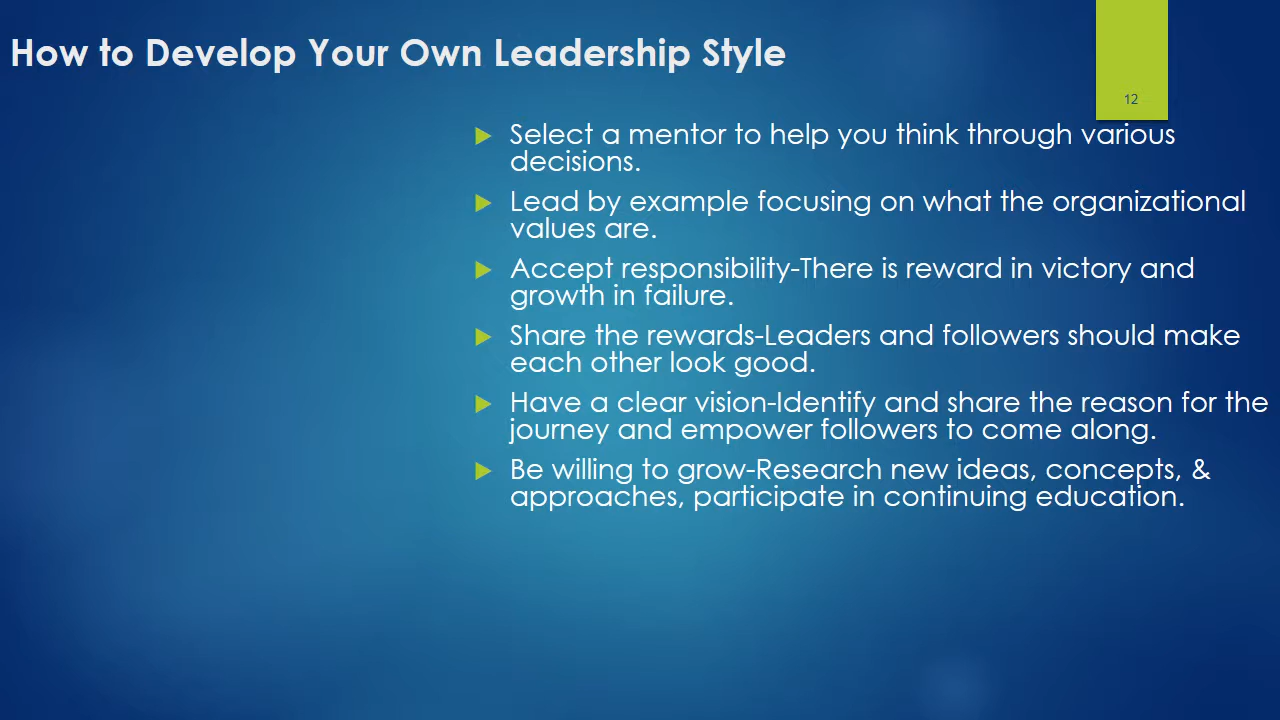 How to Develop Your Own Leadership Style
12
Select a mentor to help you think through various
decisions.
Lead by example focusing on what the organizational
values are.
Accept responsibility-There is reward in victory and
growth in failure.
Share the rewards-Leaders and followers should make
each other look good.
Have a clear vision-Identify and share the reason for the
journey and empower followers to come along.
Be willing to grow-Research new ideas, concepts, &
approaches, participate in continuing education.